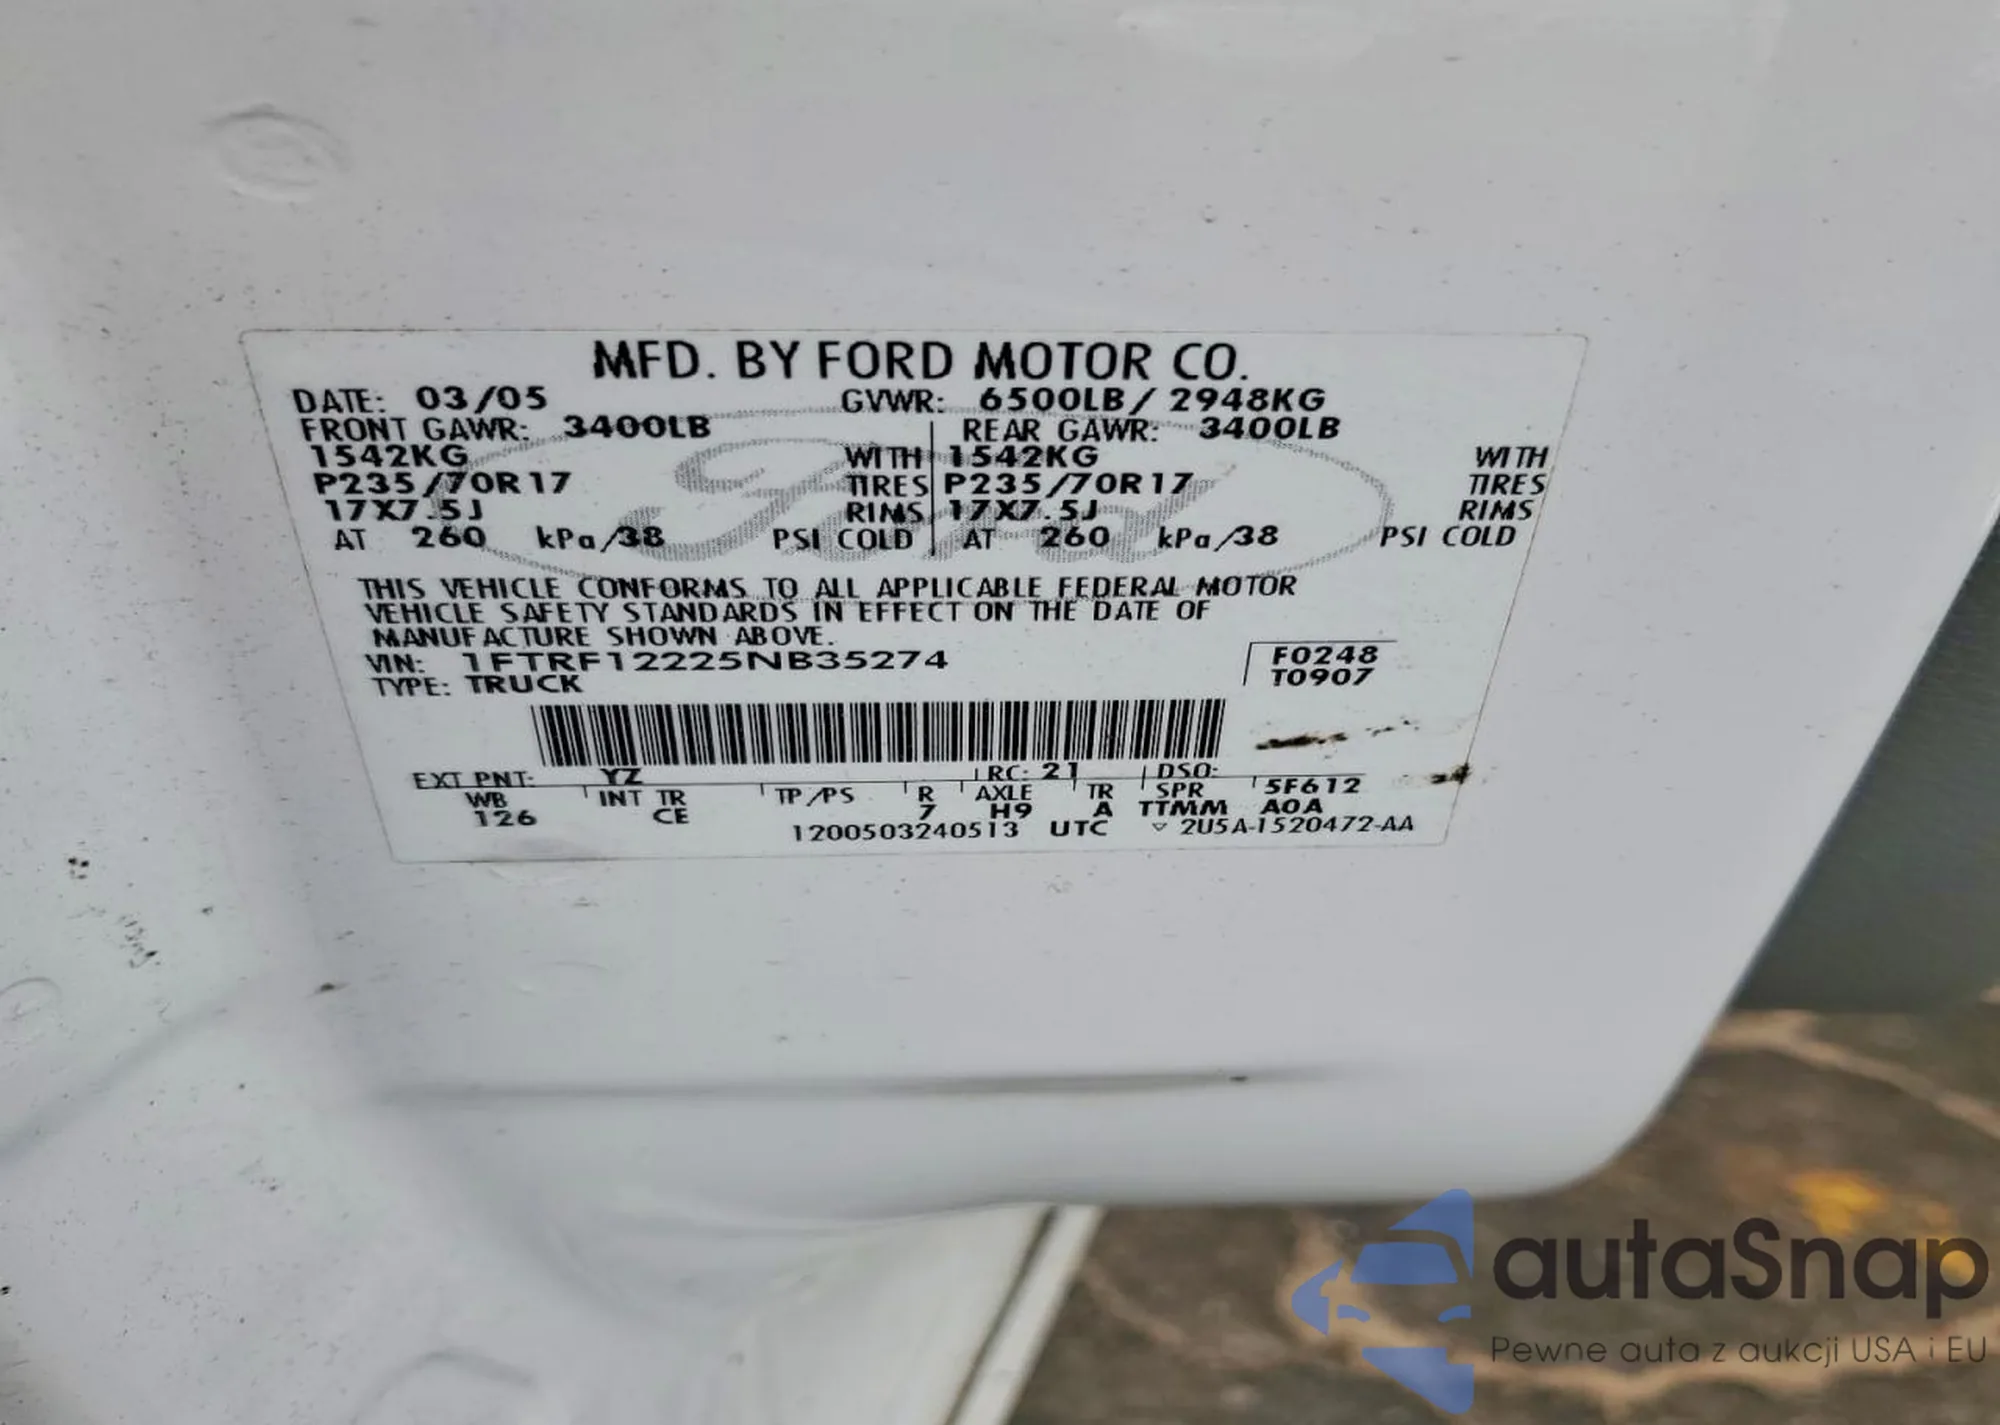 MFD. BY FORD MOTOR CO.
DATE: 03/05 GVWR: 6500LB/ 2948KG
FRONT GAWR: 3400LB REAR GAWR: 3400LB
1542KG WITH 1542KG WITH
P235/70R17 TIRES P235/70R17 TIRES
17X7.5J RIMS 17X7.5J RIMS
AT 260 kPa/38 PSI COLD AT 260 kPa/38 PSI COLD
Ford
THIS VEHICLE CONFORMS TO ALL APPLICABLE FEDERAL MOTOR
VEHICLE SAFETY STANDARDS IN EFFECT ON THE DATE OF
MANUFACTURE SHOWN ABOVE.
VIN: 1FTRF12225NB35274 F0248
TYPE: TRUCK T0907
EXT PNT: YZ RC: 21 DSO:
WB INT TR TP/PS R AXLE TR SPR 5F612
126 CE 7 H9 A TTMM A0A
1200503240513 UTC ▽ 2U5A-1520472-AA
autaSnap
Pewne auta z aukcji USA i EU